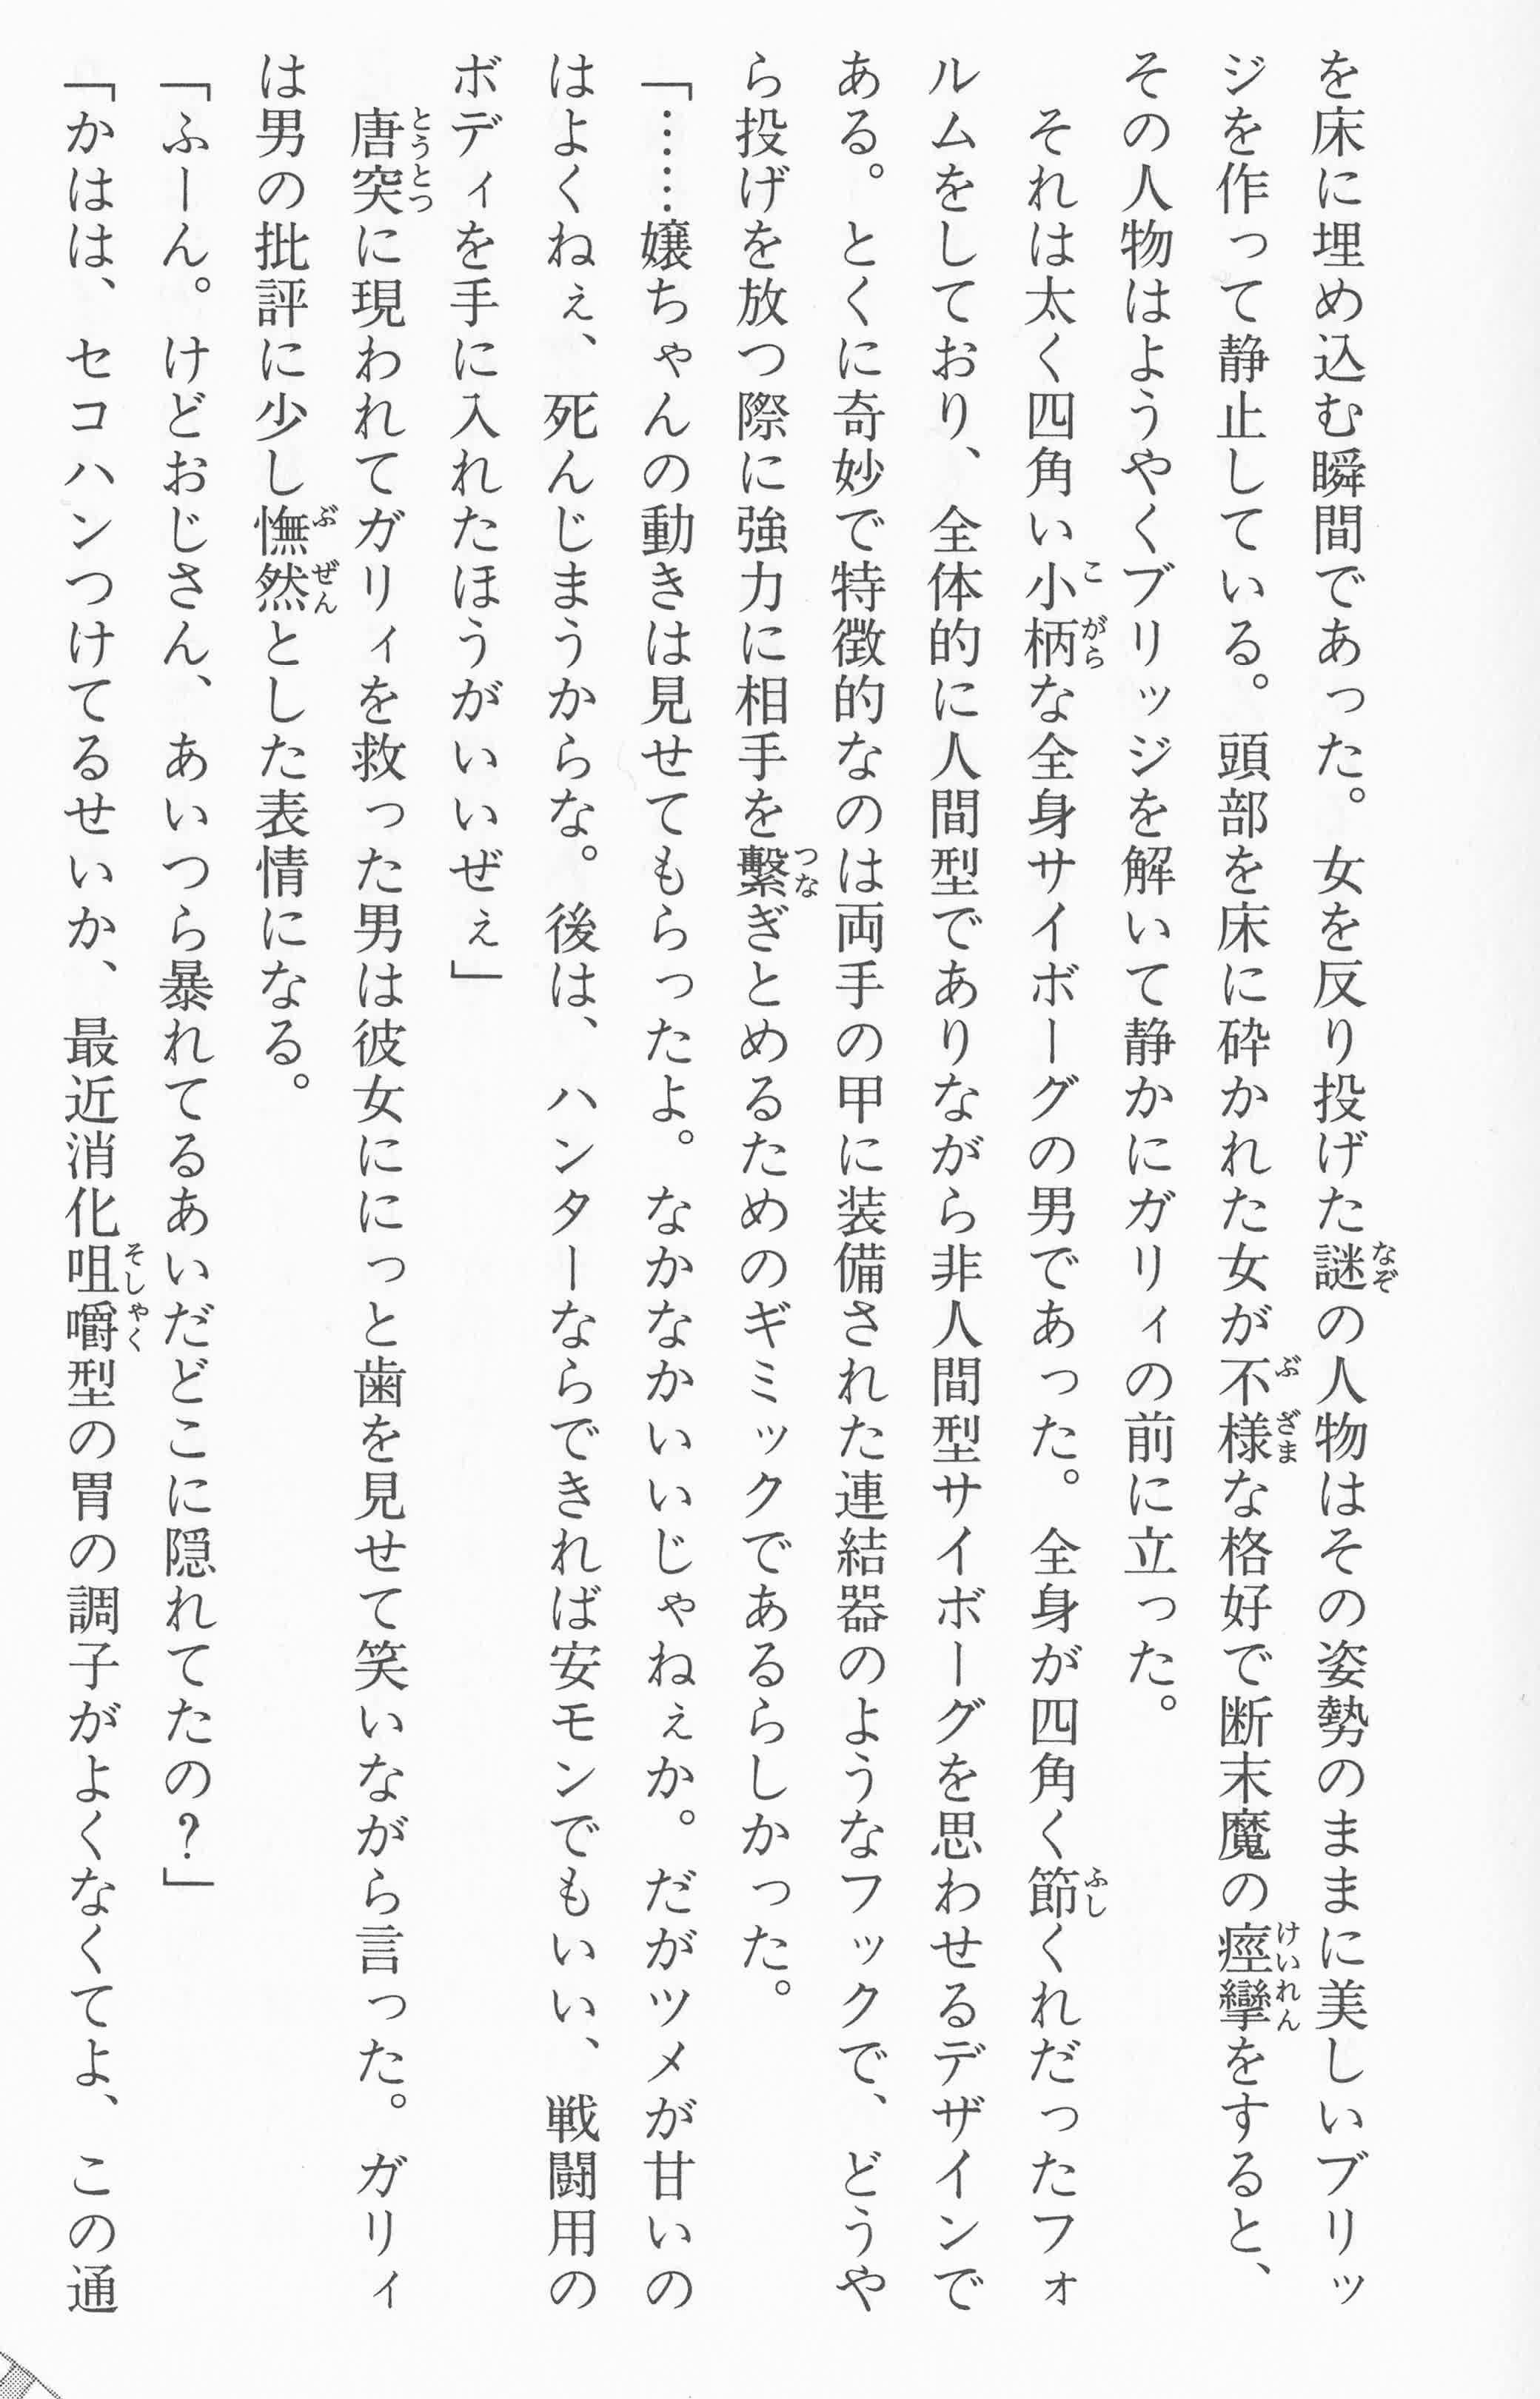 を床に埋め込む瞬間であった。女を反り投げた謎の人物はその姿勢のままに美しいブリッ
ジを作って静止している。頭部を床に砕かれた女が不様な格好で断末魔の痙攣をすると、
その人物はようやくブリッジを解いて静かにガリィの前に立った。
　それは太く四角い小柄な全身サイボーグの男であった。全身が四角く節くれだったフォ
ルムをしており、全体的に人間型でありながら非人間型サイボーグを思わせるデザインで
ある。とくに奇妙で特徴的なのは両手の甲に装備された連結器のようなフックで、どうや
ら投げを放つ際に強力に相手を繫ぎとめるためのギミックであるらしかった。
「……嬢ちゃんの動きは見せてもらったよ。なかなかいいじゃねぇか。だがツメが甘いの
はよくねぇ、死んじまうからな。後は、ハンターならできれば安モンでもいい、戦闘用の
ボディを手に入れたほうがいいぜぇ」
　唐突に現われてガリィを救った男は彼女ににっと歯を見せて笑いながら言った。ガリィ
は男の批評に少し憮然とした表情になる。
「ふーん。けどおじさん、あいつら暴れてるあいだどこに隠れてたの？」
「かはは、セコハンつけてるせいか、最近消化咀嚼型の胃の調子がよくなくてよ、この通